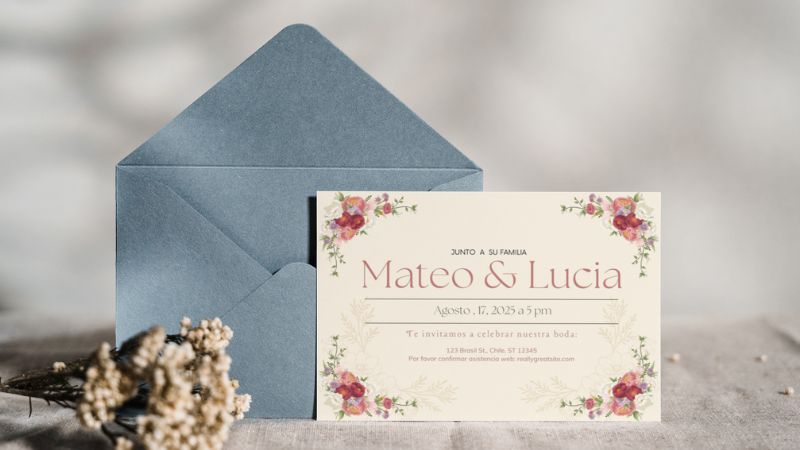 JUNTO A SU FAMILIA
Mateo & Lucia
Agosto , 17, 2025 a 5 pm
Te invitamos a celebrar nuestra boda:
123 Brasil St., Chile, ST 12345
Por favor confirmar asistencia web: reallygreatsite.com